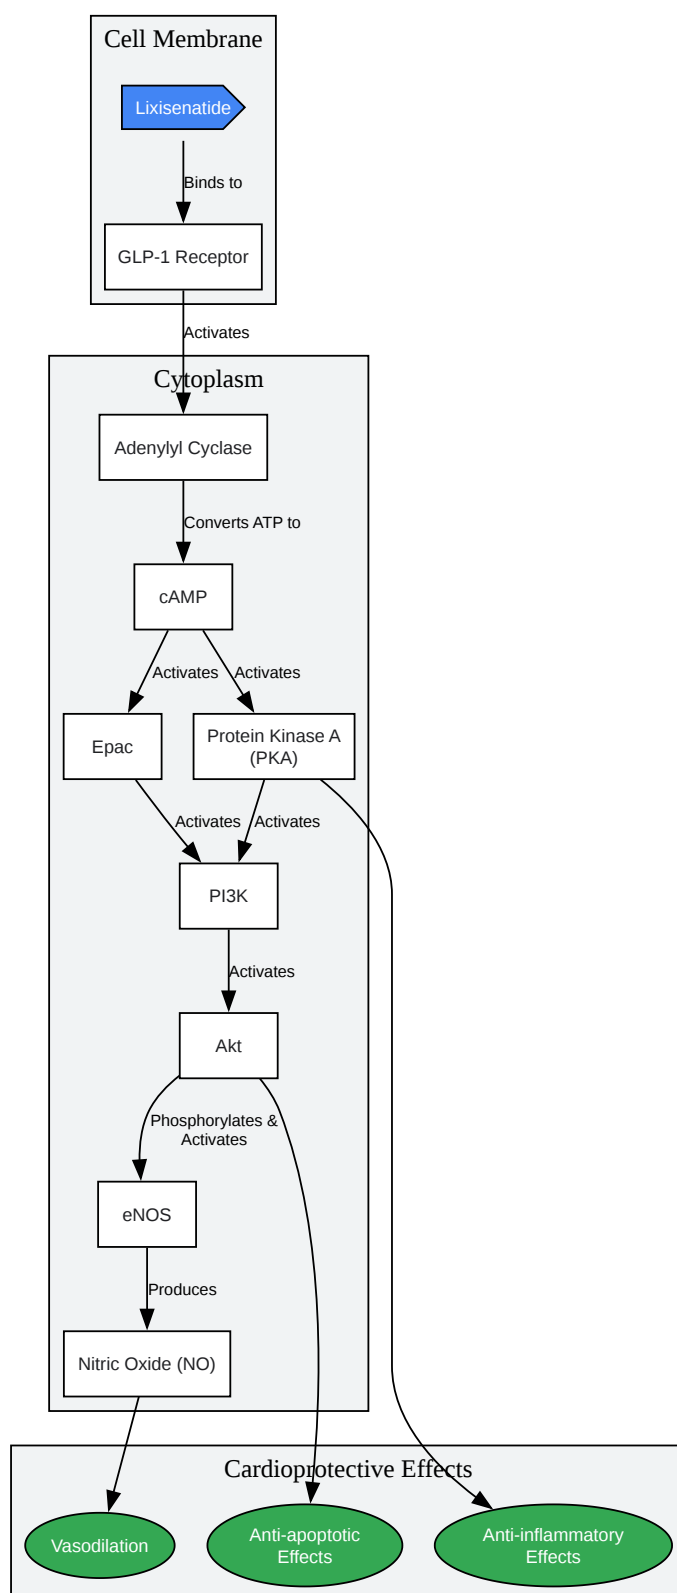 Cell Membrane
Lixisenatide
Binds to
GLP-1 Receptor
Activates
Cytoplasm
Adenylyl Cyclase
Converts ATP to
cAMP
Activates
Activates
Epac
Protein Kinase A
(PKA)
Activates
Activates
PI3K
Activates
Akt
Phosphorylates &
Activates
eNOS
Produces
Nitric Oxide (NO)
Cardioprotective Effects
Vasodilation
Anti-apoptotic
Effects
Anti-inflammatory
Effects